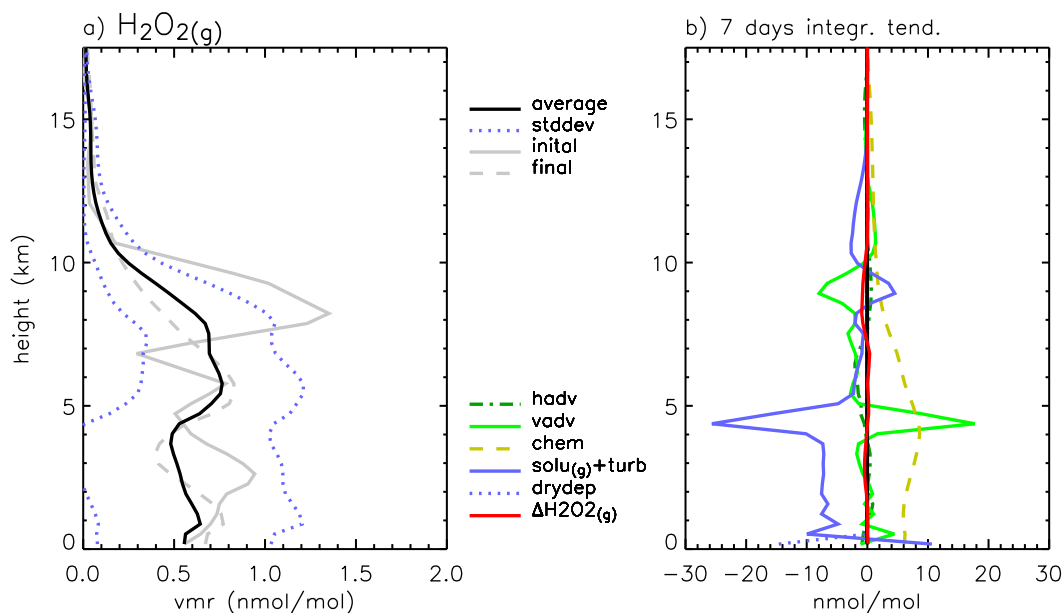 a) H2O2(g)
b) 7 days integr. tend.
average
stddev
inital
final
hadv
vadv
chem
solu(g)+turb
drydep
ΔH2O2(g)
height (km)
15
10
5
0
0.0 0.5 1.0 1.5 2.0
vmr (nmol/mol)
15
10
5
0
-30 -20 -10 0 10 20 30
nmol/mol